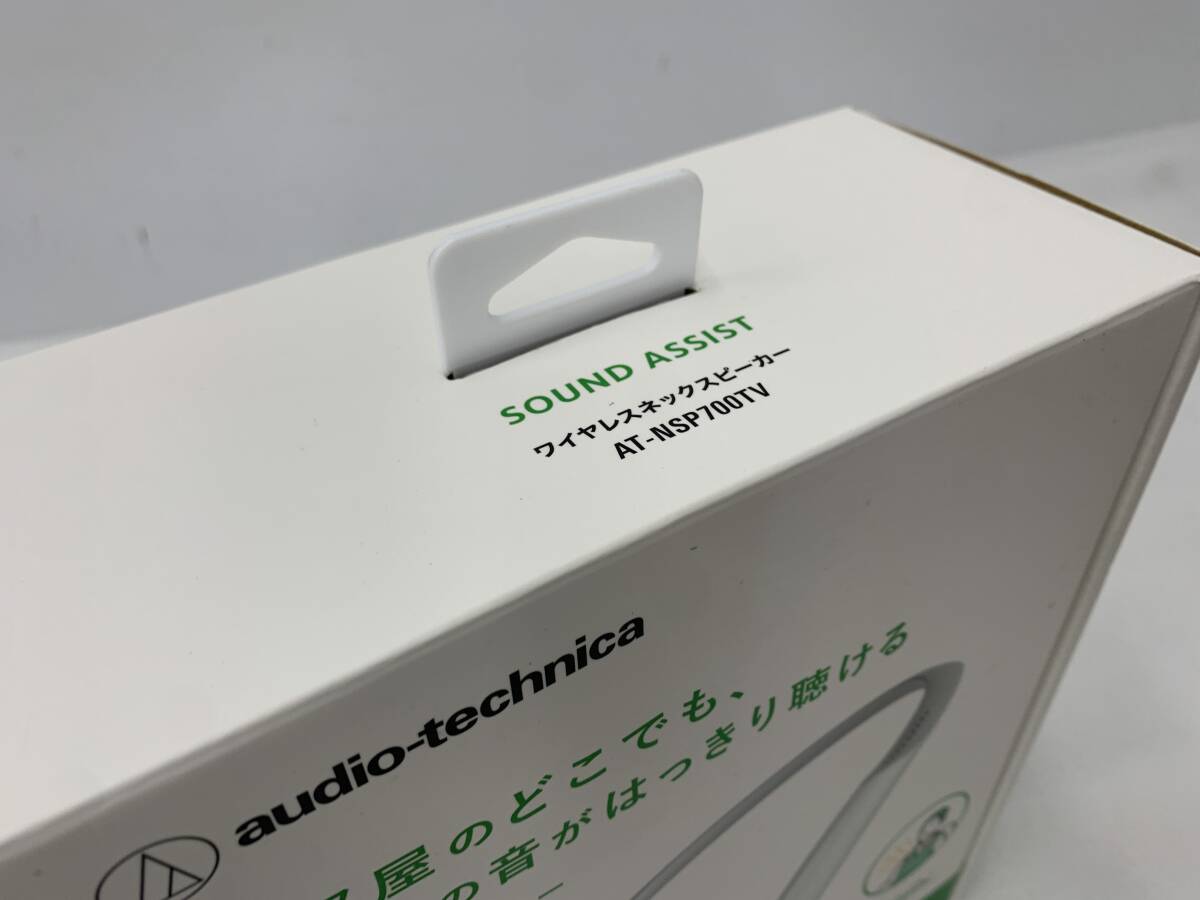 SOUND ASSIST
ワイヤレスネックスピーカー
AT-NSP700TV
audio-technica
屋のどこでも、
の音がはっきり聴ける